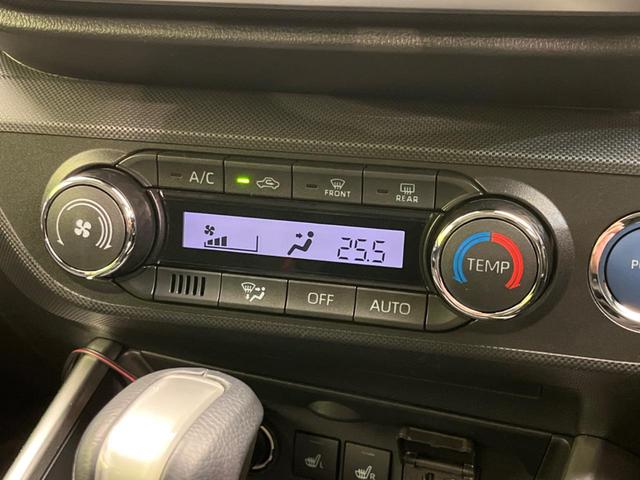 A/C
FRONT
REAR
25.5
TEMP
OFF
AUTO
L
R